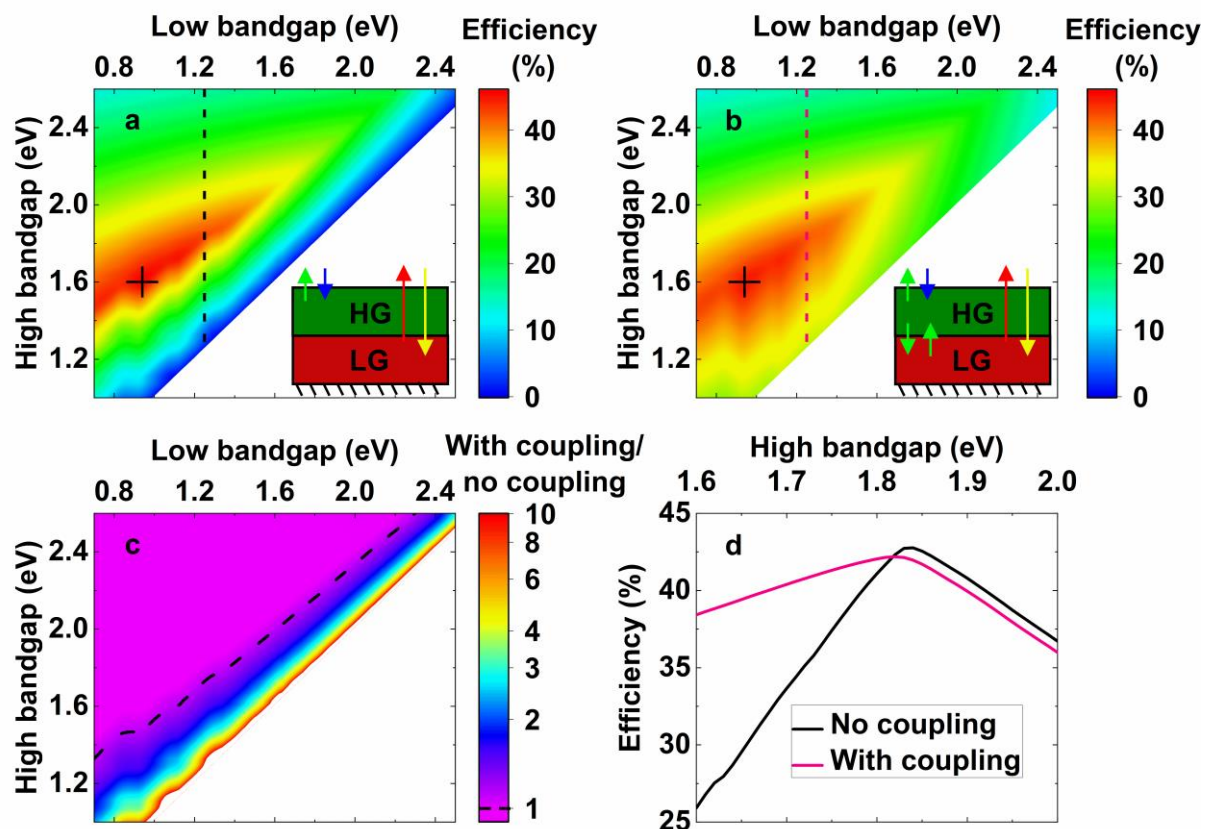 Low bandgap (eV)
0.8 1.2 1.6 2.0 2.4
Efficiency
(%)
High bandgap (eV)
2.4
2.0
1.6
1.2
a
HG
LG
40
30
20
10
0
Low bandgap (eV)
0.8 1.2 1.6 2.0 2.4
Efficiency
(%)
High bandgap (eV)
2.4
2.0
1.6
1.2
b
HG
LG
40
30
20
10
0
Low bandgap (eV)
0.8 1.2 1.6 2.0 2.4
With coupling/
no coupling
High bandgap (eV)
2.4
2.0
1.6
1.2
c
10
5
4
3
2
1
High bandgap (eV)
1.6 1.7 1.8 1.9 2.0
Efficiency (%)
45
40
35
30
25
d
No coupling
With coupling